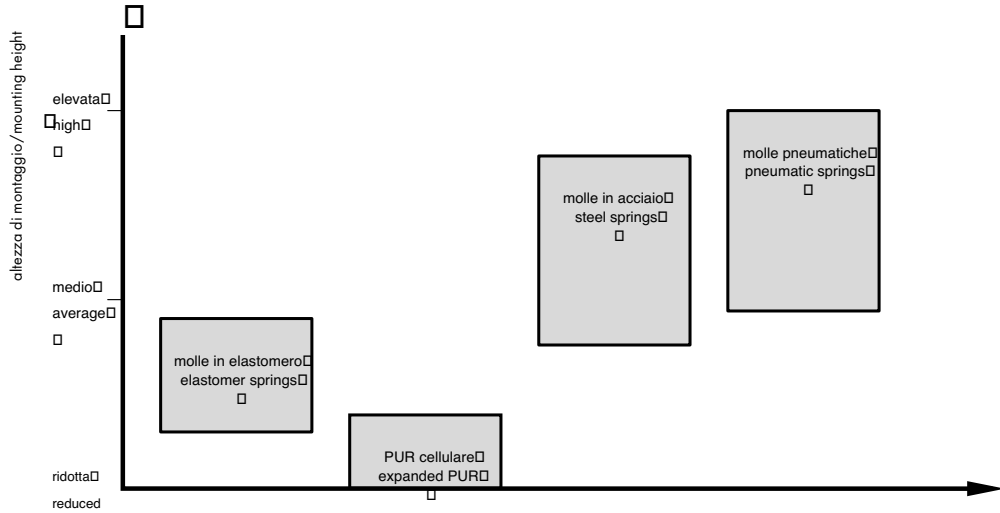 altezza di montaggio/mounting height
elevata
high
molle pneumatiche
pneumatic springs
molle in acciaio
steel springs
medio
average
molle in elastomero
elastomer springs
PUR cellulare
expanded PUR
ridotta
reduced